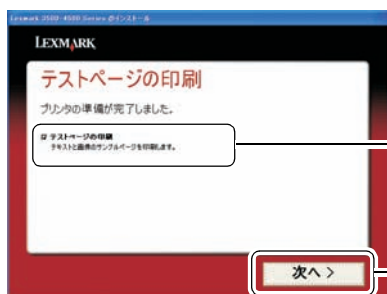 Lexmark 3500-4500 Series のインストール
LEXMARK
テストページの印刷
プリンタの準備が完了しました。
テストページの印刷
テキストと画像のサンプルページを印刷します。
次へ >